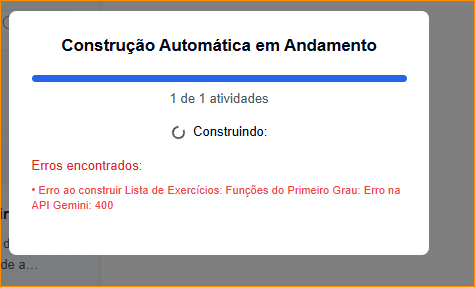 Construção Automática em Andamento
1 de 1 atividades
Construindo:
Erros encontrados:
• Erro ao construir Lista de Exercícios: Funções do Primeiro Grau: Erro na
API Gemini: 400
de a...